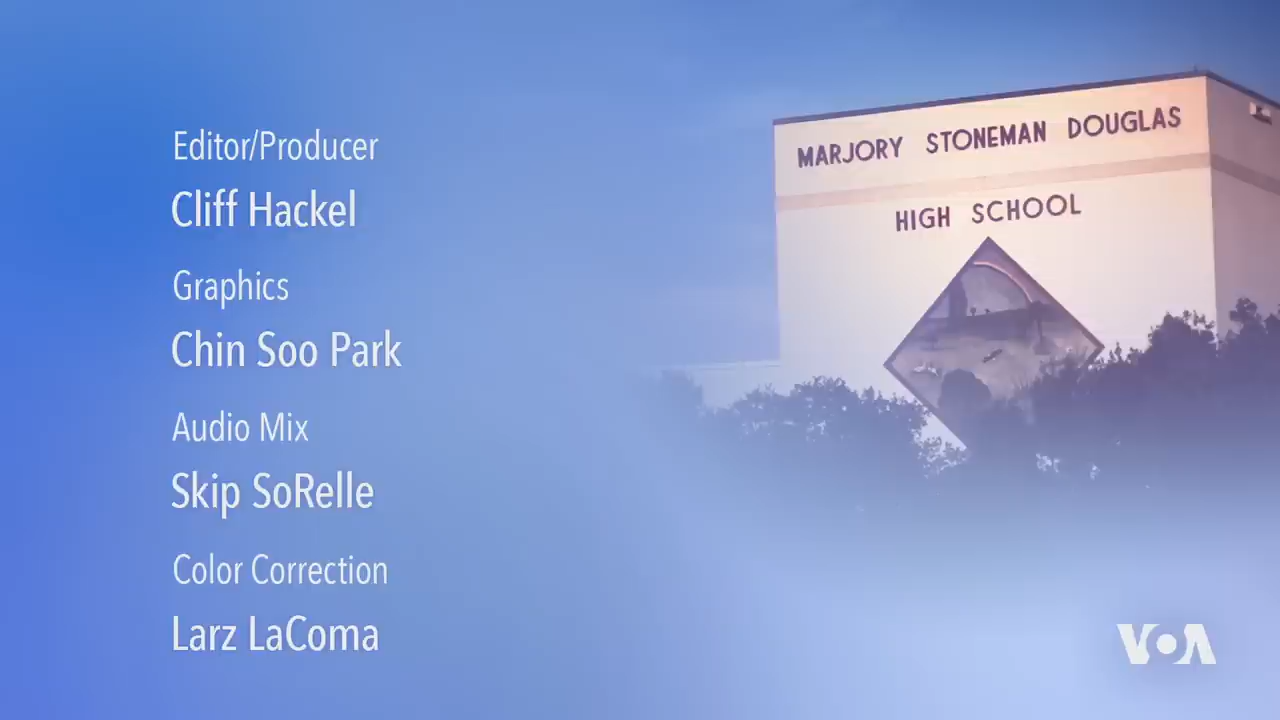 Editor/Producer
Cliff Hackel
Graphics
Chin Soo Park
Audio Mix
Skip SoRelle
Color Correction
Larz LaComa
MARJORY STONEMAN DOUGLAS
HIGH SCHOOL
VOA